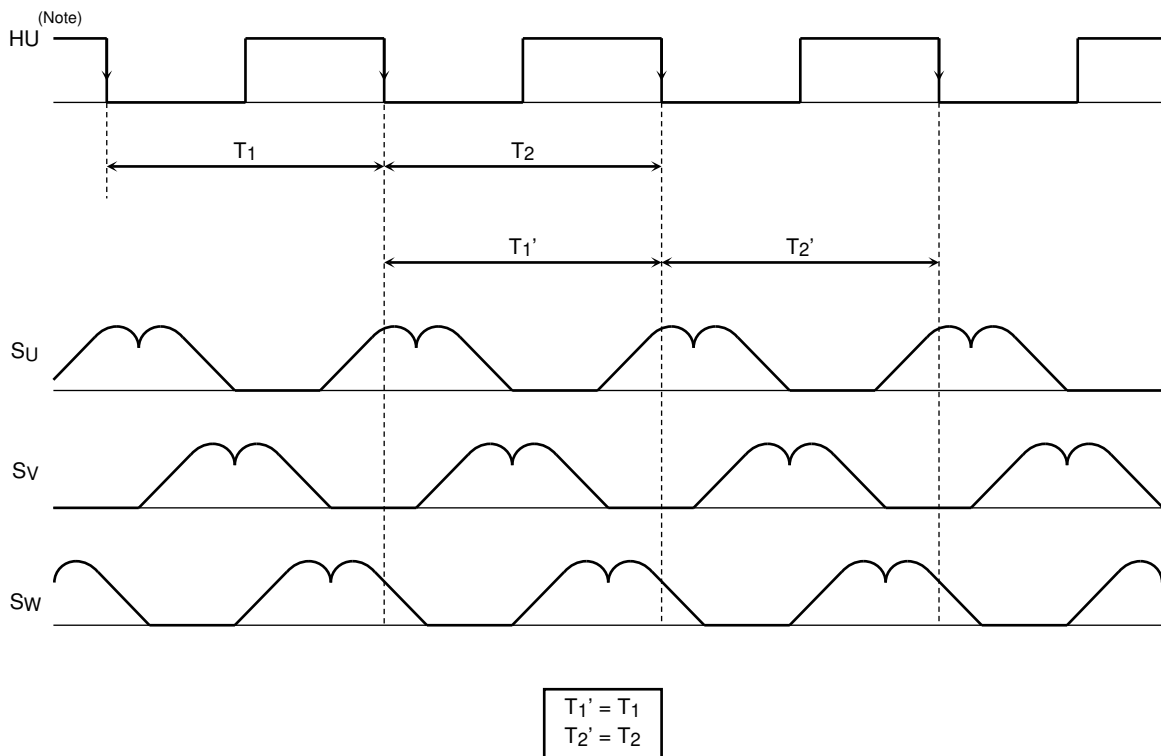 (Note)
HU
T1
T2
T1’
T2’
SU
SV
SW
T1’ = T1
T2’ = T2